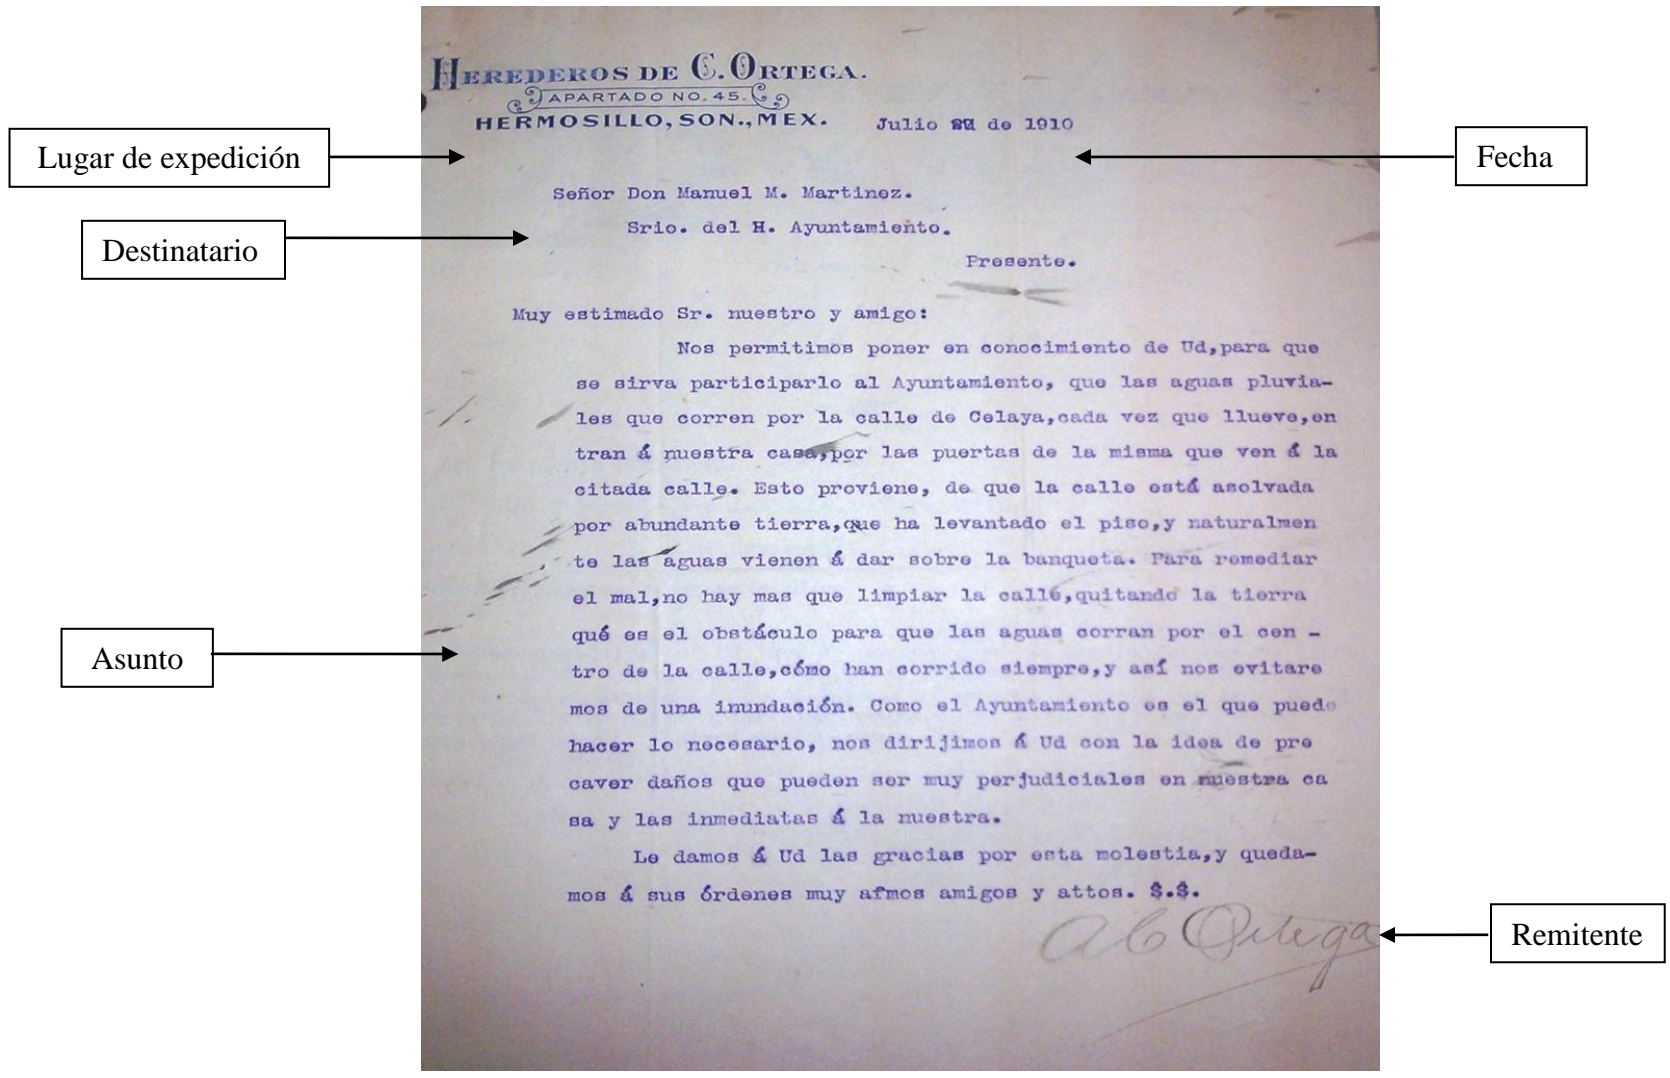 HEREDEROS DE C. ORTEGA.
APARTADO NO. 45.
HERMOSILLO, SON., MEX. Julio de 1910
Lugar de expedición
Fecha
Señor Don Manuel M. Martinez.
Srio. del H. Ayuntamiento.
Destinatario
Presente.
Muy estimado Sr. nuestro y amigo:
Nos permitimos poner en conocimiento de Ud,para que
se sirva participarlo al Ayuntamiento, que las aguas pluvia-
les que corren por la calle de Celaya,cada vez que llueve,en
tran á nuestra casa,por las puertas de la misma que ven á la
citada calle. Esto proviene, de que la calle está asolvada
por abundante tierra,que ha levantado el piso,y naturalmen
te las aguas vienen á dar sobre la banqueta. Para remediar
el mal,no hay mas que limpiar la calle,quitando la tierra
qué es el obstáculo para que las aguas corran por el cen -
Asunto
tro de la calle,cómo han corrido siempre,y así nos evitare
mos de una inundación. Como el Ayuntamiento es el que puede
hacer lo necesario, nos dirijimos á Ud con la idea de pre
caver daños que pueden ser muy perjudiciales en nuestra ca
sa y las inmediatas á la nuestra.
Le damos á Ud las gracias por esta molestia,y queda-
mos á sus órdenes muy afmos amigos y attos. S.S.
Ortega
Remitente